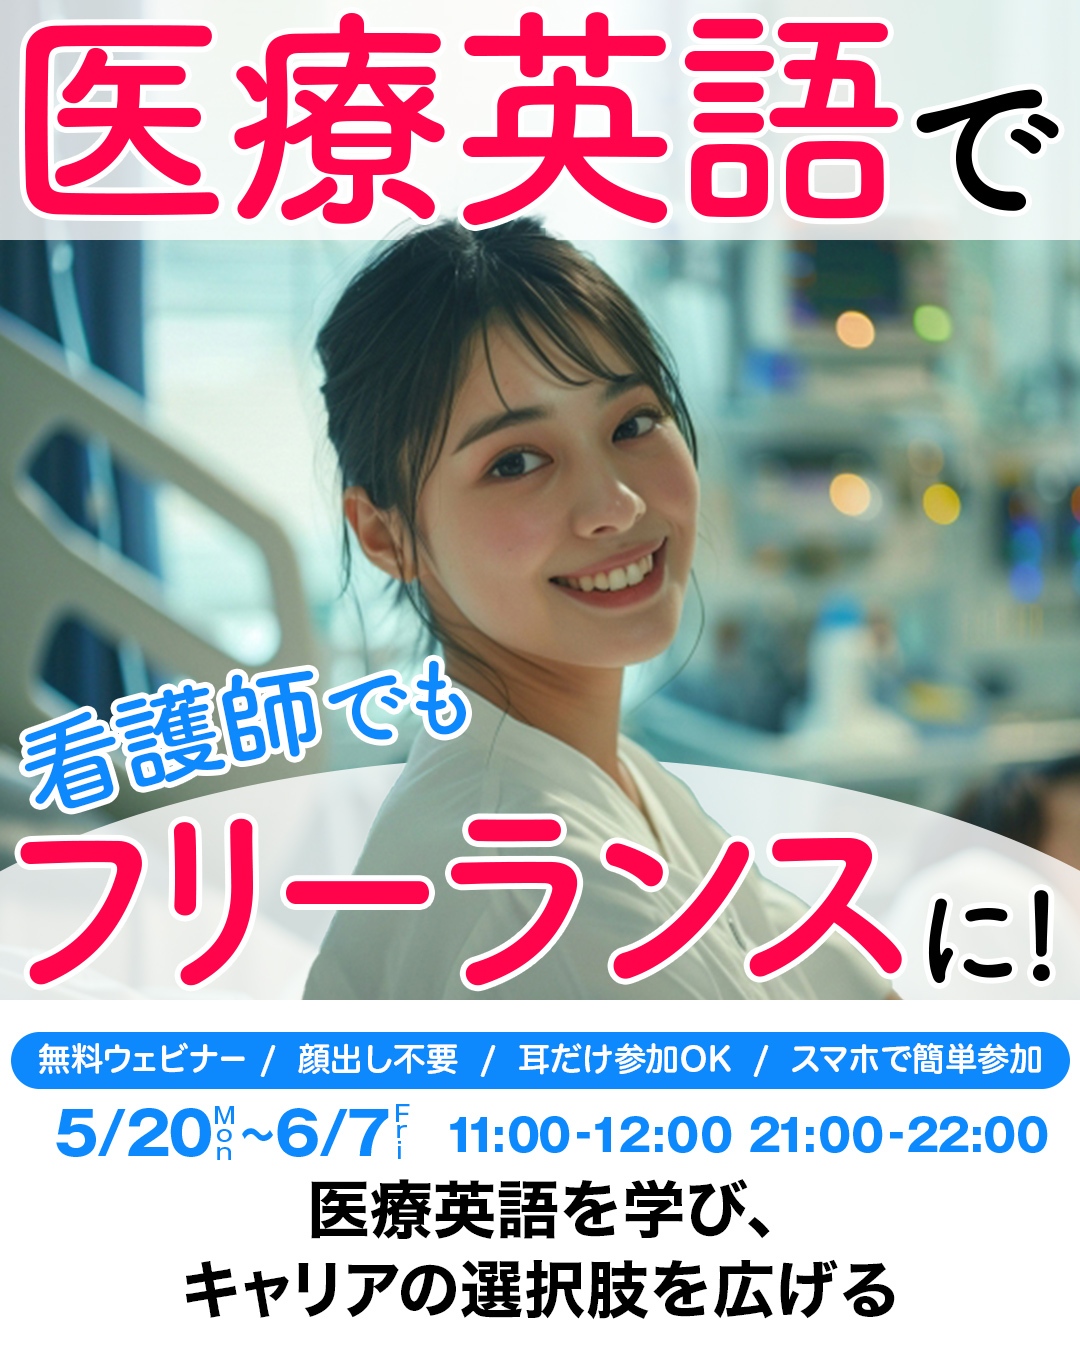 医療英語で
看護師でも
フリーランスに!
無料ウェビナー / 顔出し不要 / 耳だけ参加OK / スマホで簡単参加
5/20Mon~6/7Fri 11:00-12:00 21:00-22:00
医療英語を学び、
キャリアの選択肢を広げる